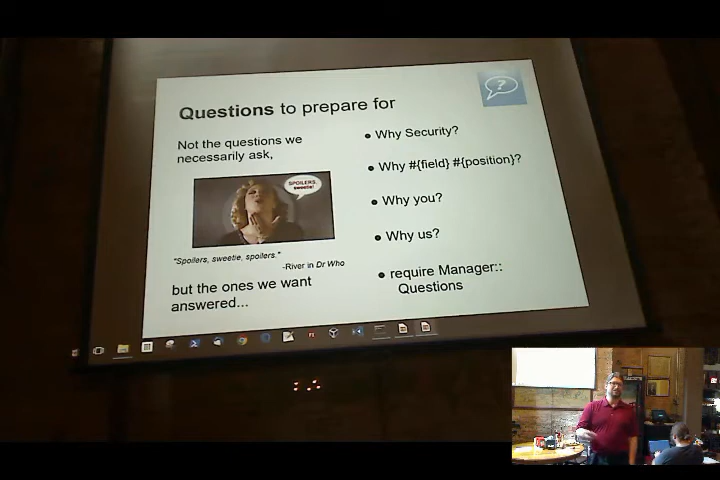 Questions to prepare for
Not the questions we
necessarily ask,
SPOILERS,
sweetie!
"Spoilers, sweetie, spoilers."
-River in Dr Who
but the ones we want
answered...
● Why Security?
● Why #{field} #{position}?
● Why you?
● Why us?
● require Manager::
Questions